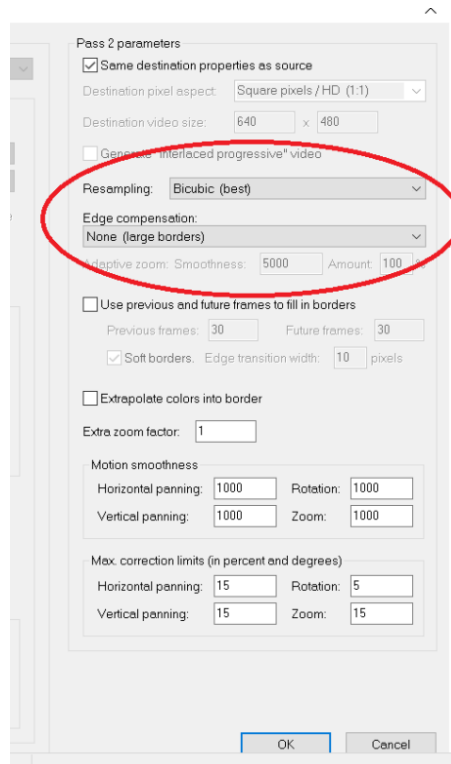 Pass 2 parameters
Same destination properties as source
Destination pixel aspect: Square pixels / HD (1:1)
Destination video size: 640 x 480
Generate "interlaced progressive" video
Resampling: Bicubic (best)
Edge compensation:
None (large borders)
Adaptive zoom: Smoothness: 5000 Amount: 100 %
Use previous and future frames to fill in borders
Previous frames: 30 Future frames: 30
Soft borders. Edge transition width: 10 pixels
Extrapolate colors into border
Extra zoom factor: 1
Motion smoothness
Horizontal panning: 1000 Rotation: 1000
Vertical panning: 1000 Zoom: 1000
Max. correction limits (in percent and degrees)
Horizontal panning: 15 Rotation: 5
Vertical panning: 15 Zoom: 15
OK Cancel